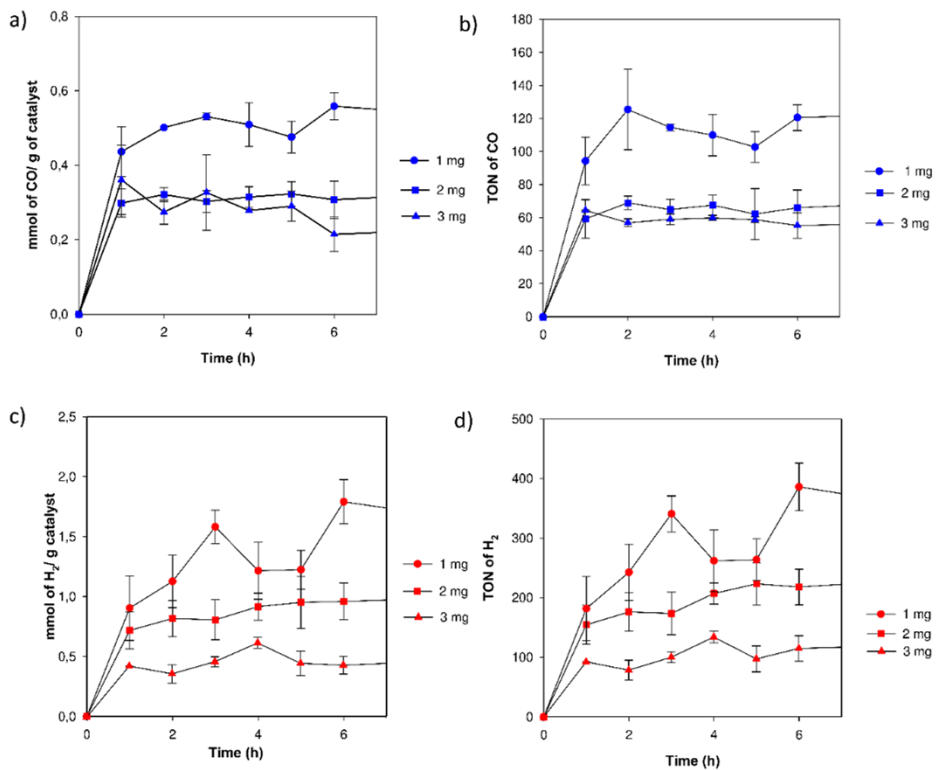 a)
mmol of CO/ g of catalyst
0,8
0,6
0,4
0,2
0,0
0
2
4
6
Time (h)
1 mg
2 mg
3 mg
b)
TON of CO
180
160
140
120
100
80
60
40
20
0
0
2
4
6
Time (h)
1 mg
2 mg
3 mg
c)
mmol of H₂/ g catalyst
2,5
2,0
1,5
1,0
0,5
0,0
0
2
4
6
Time (h)
1 mg
2 mg
3 mg
d)
TON of H₂
500
400
300
200
100
0
0
2
4
6
Time (h)
1 mg
2 mg
3 mg